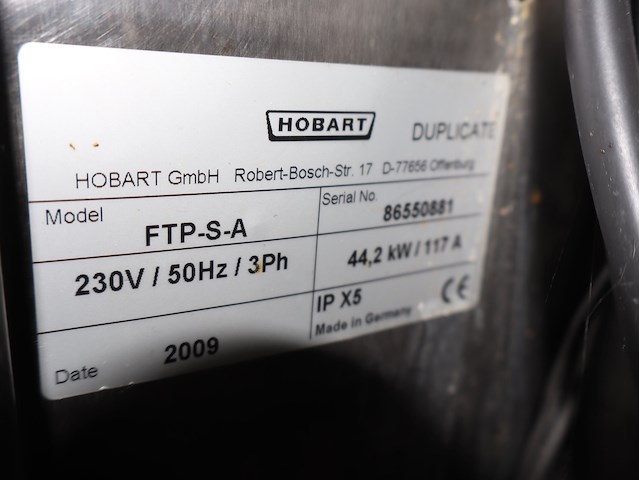 HOBART
DUPLICATE
HOBART GmbH Robert-Bosch-Str. 17 D-77656 Offenburg
Model
FTP-S-A
Serial No.
86550881
230V / 50Hz / 3Ph
44,2 kW / 117 A
IP X5
CE
Made in Germany
Date
2009